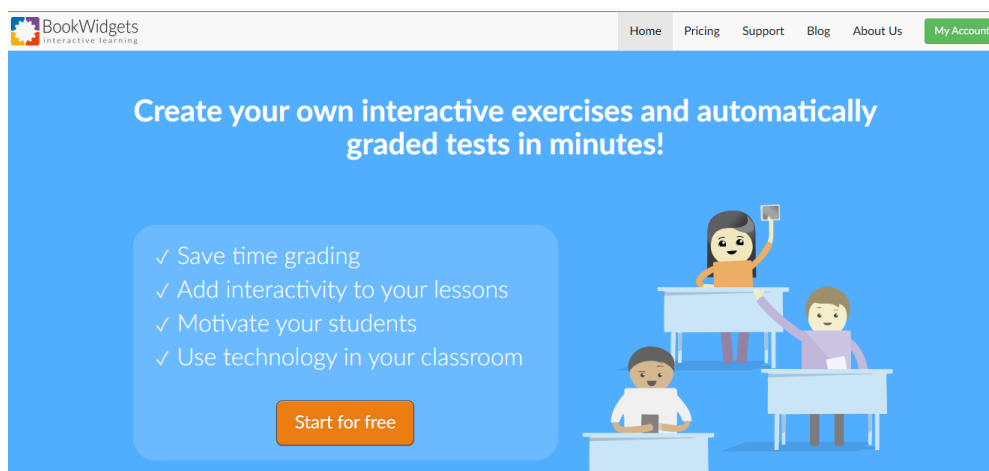 BookWidgets
interactive learning
Home Pricing Support Blog About Us My Account
Create your own interactive exercises and automatically
graded tests in minutes!
✓ Save time grading
✓ Add interactivity to your lessons
✓ Motivate your students
✓ Use technology in your classroom
Start for free